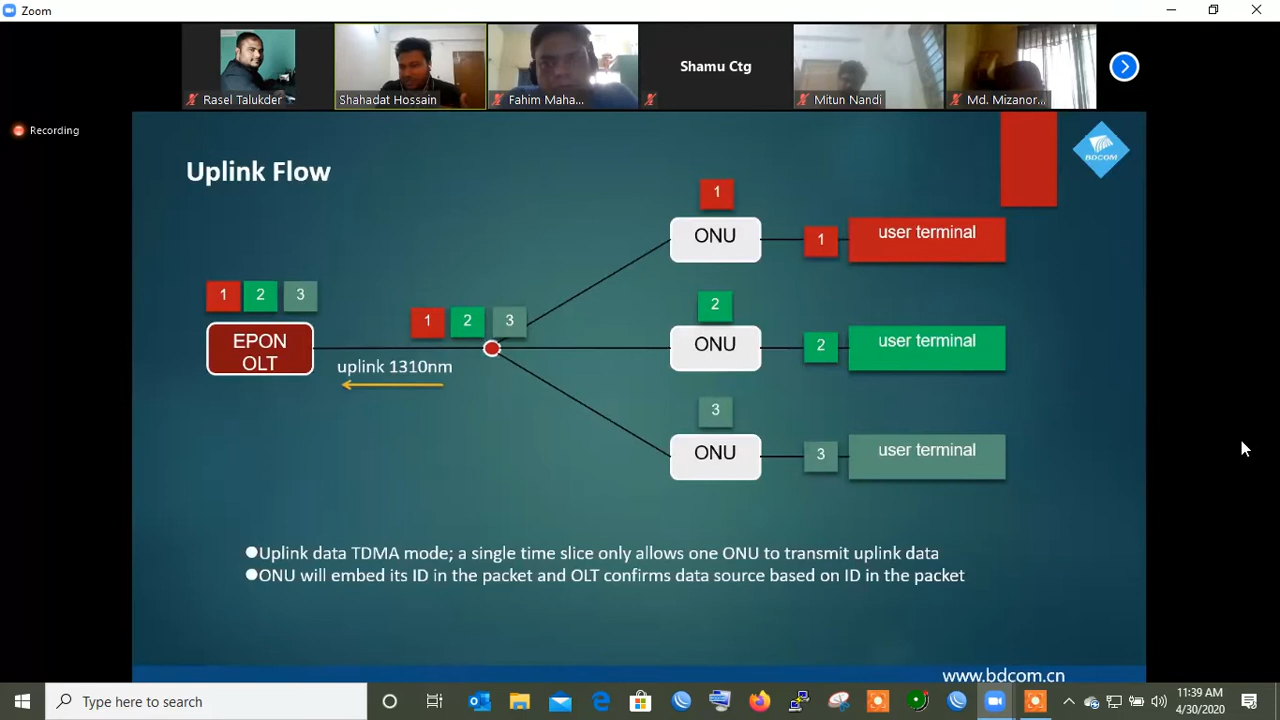 Zoom
Rasel Talukder
Shahadat Hossain
Fahim Maha...
Shamu Ctg
Mitun Nandi
Md. Mizanor...
Recording
BDCOM
Uplink Flow
1
ONU
1
user terminal
1 2 3
EPON
OLT
1 2 3
uplink 1310nm
2
ONU
2
user terminal
3
ONU
3
user terminal
●Uplink data TDMA mode; a single time slice only allows one ONU to transmit uplink data
●ONU will embed its ID in the packet and OLT confirms data source based on ID in the packet
www.bdcom.cn
Type here to search
11:39 AM
4/30/2020